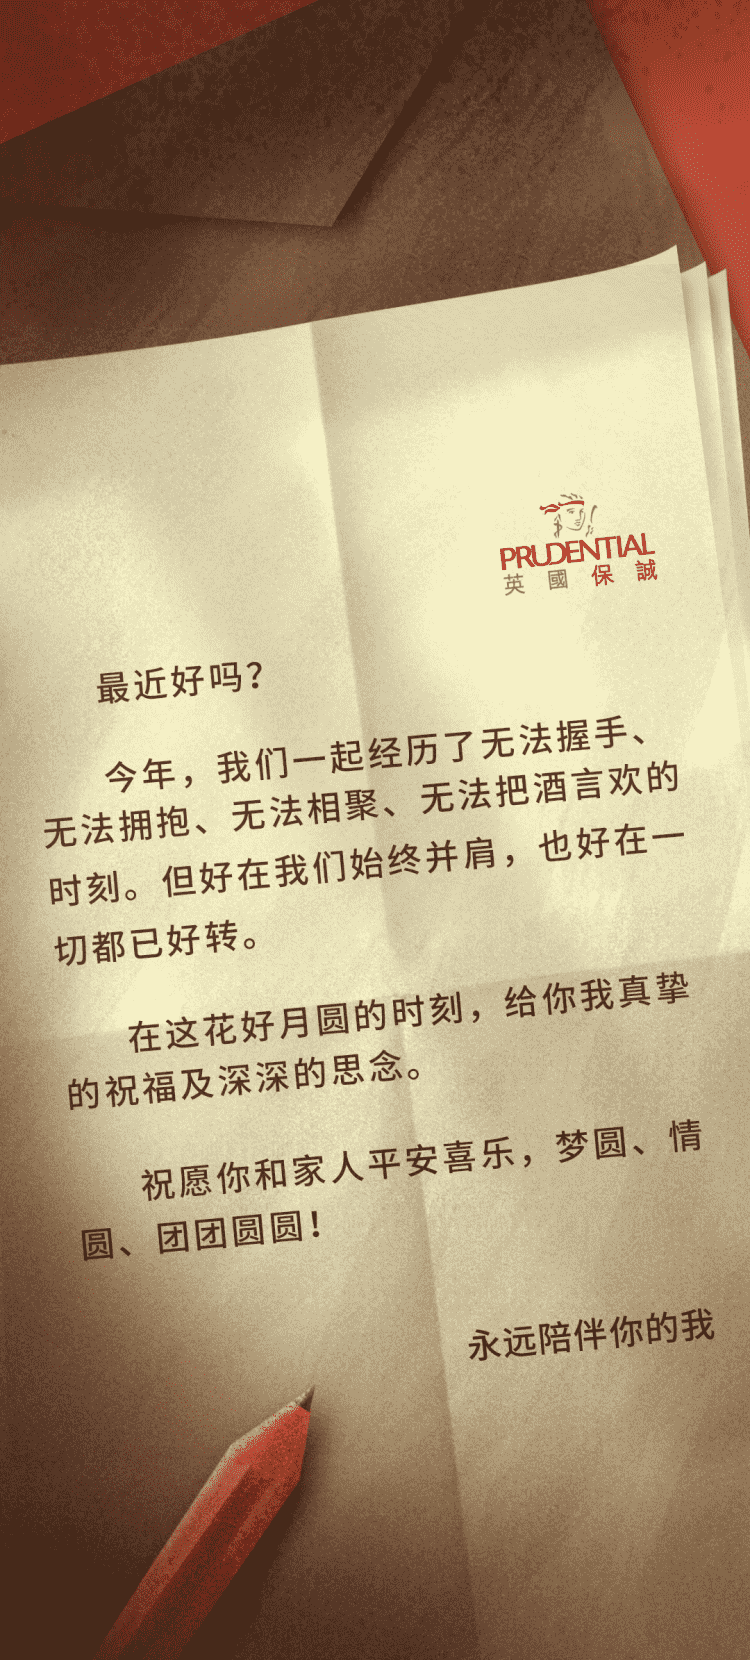 PRUDENTIAL
英國保誠
最近好吗？
今年，我们一起经历了无法握手、
无法拥抱、无法相聚、无法把酒言欢的
时刻。但好在我们始终并肩，也好在一
切都已好转。
在这花好月圆的时刻，给你我真挚
的祝福及深深的思念。
祝愿你和家人平安喜乐，梦圆、情
圆、团团圆圆！
永远陪伴你的我